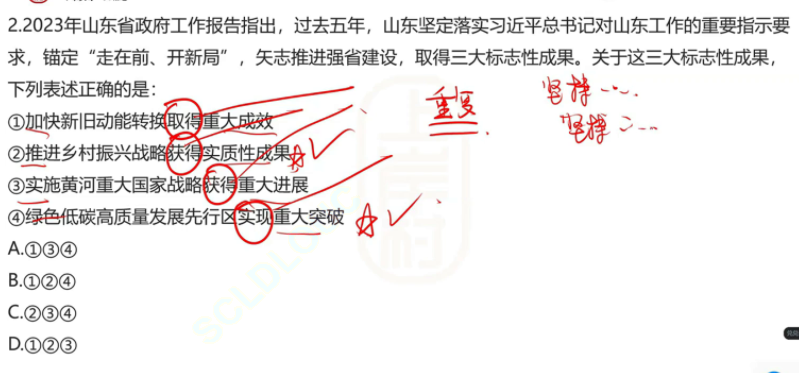 2.2023年山东省政府工作报告指出，过去五年，山东坚定落实习近平总书记对山东工作的重要指示要
求，锚定“走在前、开新局”，矢志推进强省建设，取得三大标志性成果。关于这三大标志性成果，
下列表述正确的是：
①加快新旧动能转换取得重大成效
②推进乡村振兴战略获得实质性成果
③实施黄河重大国家战略获得重大进展
④绿色低碳高质量发展先行区实现重大突破
A.①③④
B.①②④
C.②③④
D.①②③
重复
坚持一…
坚持二…
上岸村